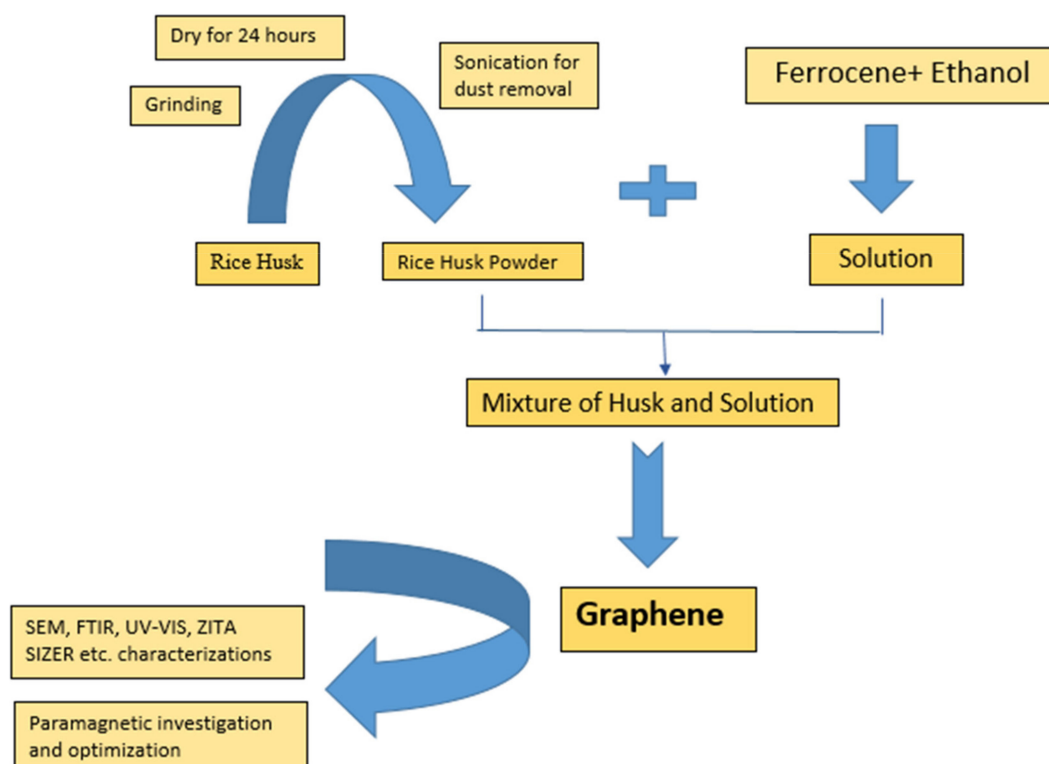 Dry for 24 hours
Grinding
Sonication for
dust removal
Ferrocene+ Ethanol
Rice Husk
Rice Husk Powder
Solution
Mixture of Husk and Solution
Graphene
SEM, FTIR, UV-VIS, ZITA
SIZER etc. characterizations
Paramagnetic investigation
and optimization